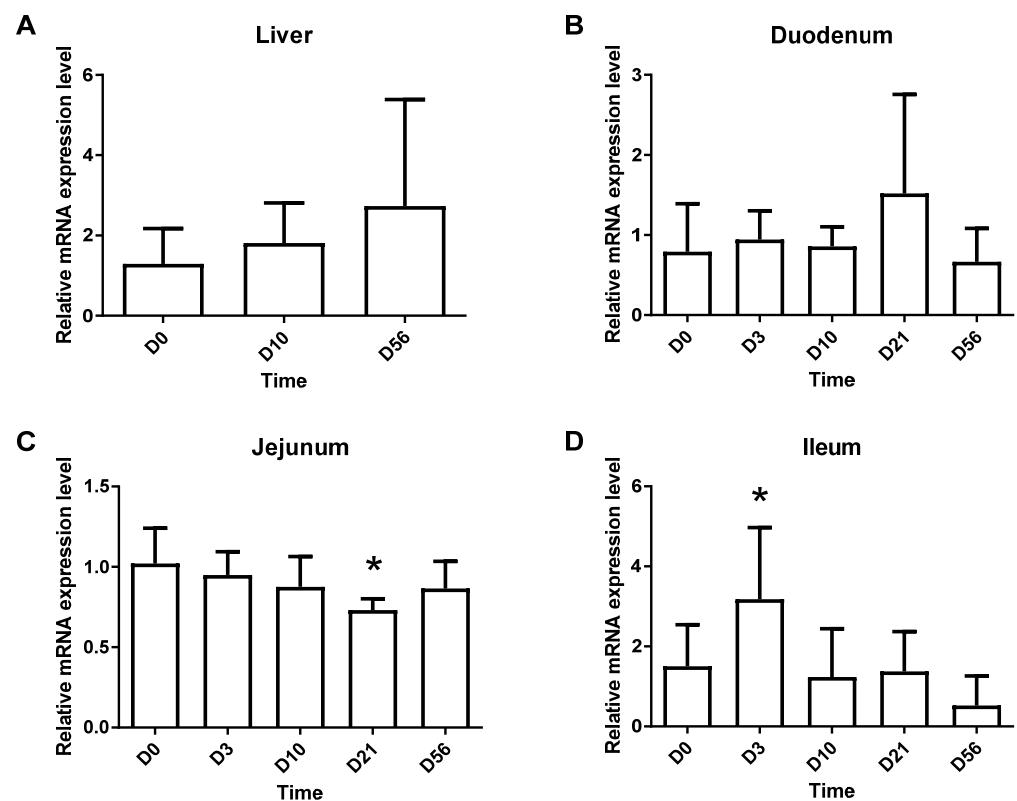 A
Liver
Relative mRNA expression level
6
4
2
0
D0
D10
D56
Time
B
Duodenum
Relative mRNA expression level
3
2
1
0
D0
D3
D10
D21
D56
Time
C
Jejunum
Relative mRNA expression level
1.5
1.0
0.5
0.0
*
D0
D3
D10
D21
D56
Time
D
Ileum
Relative mRNA expression level
6
4
2
0
*
D0
D3
D10
D21
D56
Time